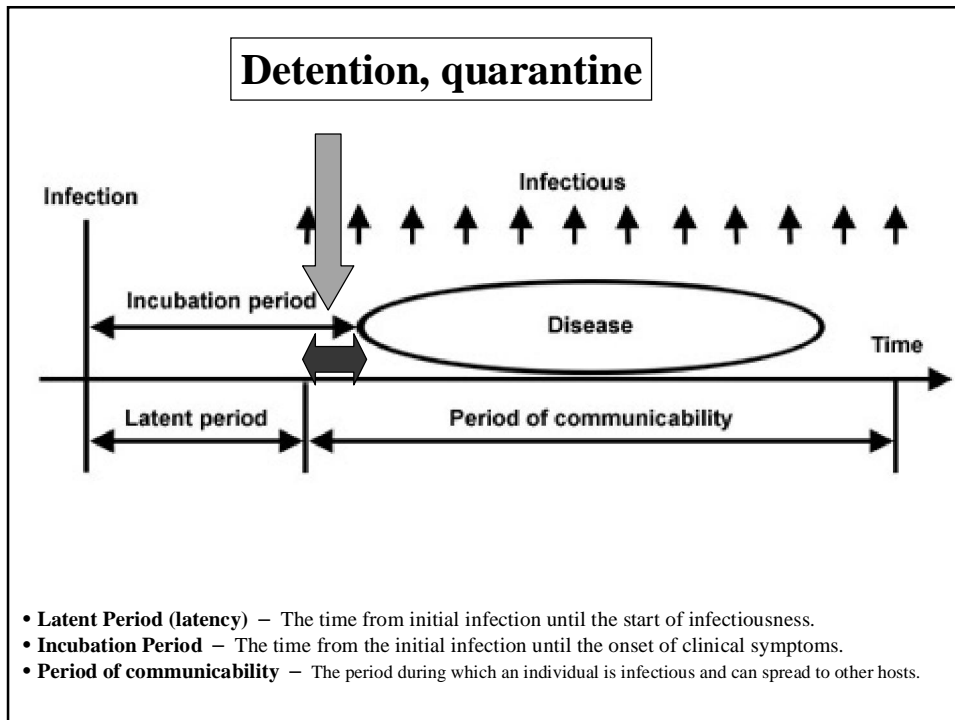 Detention, quarantine
Infectious
Infection
Incubation period
Disease
Time
Latent period
Period of communicability
• Latent Period (latency) – The time from initial infection until the start of infectiousness.
• Incubation Period – The time from the initial infection until the onset of clinical symptoms.
• Period of communicability – The period during which an individual is infectious and can spread to other hosts.